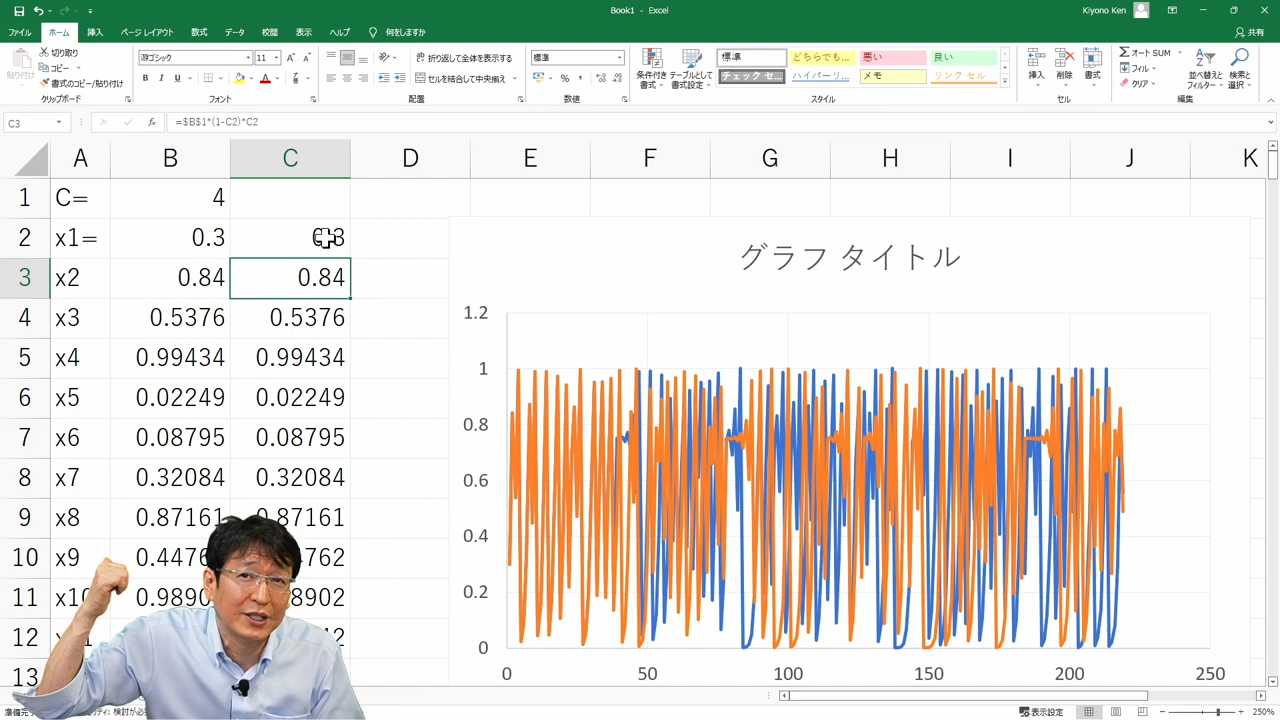 Book1 - Excel
Kiyono Ken
ファイル ホーム 挿入 ページ レイアウト 数式 データ 校閲 表示 ヘルプ 何をしますか 共有
貼り付け
切り取り
コピー
書式のコピー/貼り付け
クリップボード
游ゴシック 11
B I U
フォント
折り返して全体を表示する
セルを結合して中央揃え
配置
標準
数値
条件付き書式
テーブルとして書式設定
標準 どちらでも... 悪い 良い
チェック セ... ハイパーリ... メモ リンク セル
スタイル
挿入 削除 書式
セル
オート SUM
フィル
クリア
並べ替えとフィルター
検索と選択
編集
C3 fx =$B$1*(1-C2)*C2
A B C D E F G H I J K
1 C= 4
2 x1= 0.3
3 x2 0.84 0.84
4 x3 0.5376 0.5376
5 x4 0.99434 0.99434
6 x5 0.02249 0.02249
7 x6 0.08795 0.08795
8 x7 0.32084 0.32084
9 x8 0.87161 0.87161
10 x9
11
12
13
グラフ タイトル
1.2
1
0.8
0.6
0.4
0.2
0
0 50 100 150 200 250
表示設定 250%